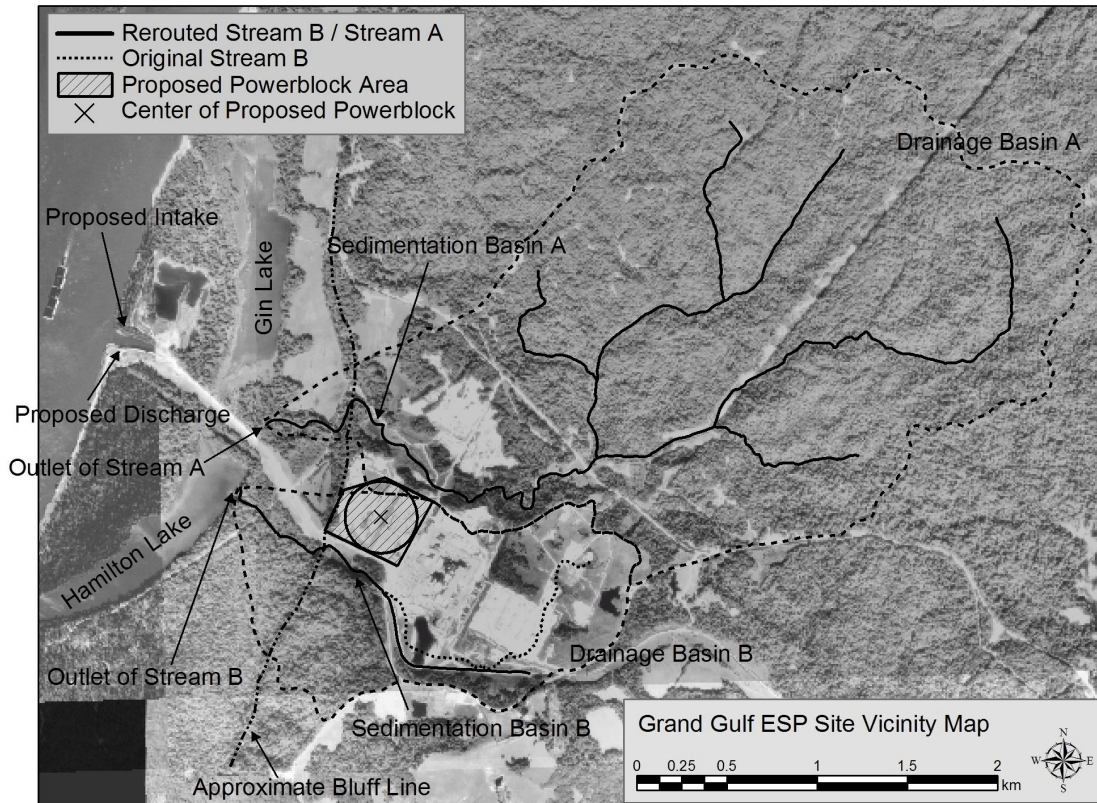 Rerouted Stream B / Stream A
Original Stream B
Proposed Powerblock Area
Center of Proposed Powerblock
Drainage Basin A
Proposed Intake
Sedimentation Basin A
Gin Lake
Proposed Discharge
Outlet of Stream A
Hamilton Lake
Outlet of Stream B
Drainage Basin B
Sedimentation Basin B
Approximate Bluff Line
Grand Gulf ESP Site Vicinity Map
0 0.25 0.5 1 1.5 2
km
N
W E
S